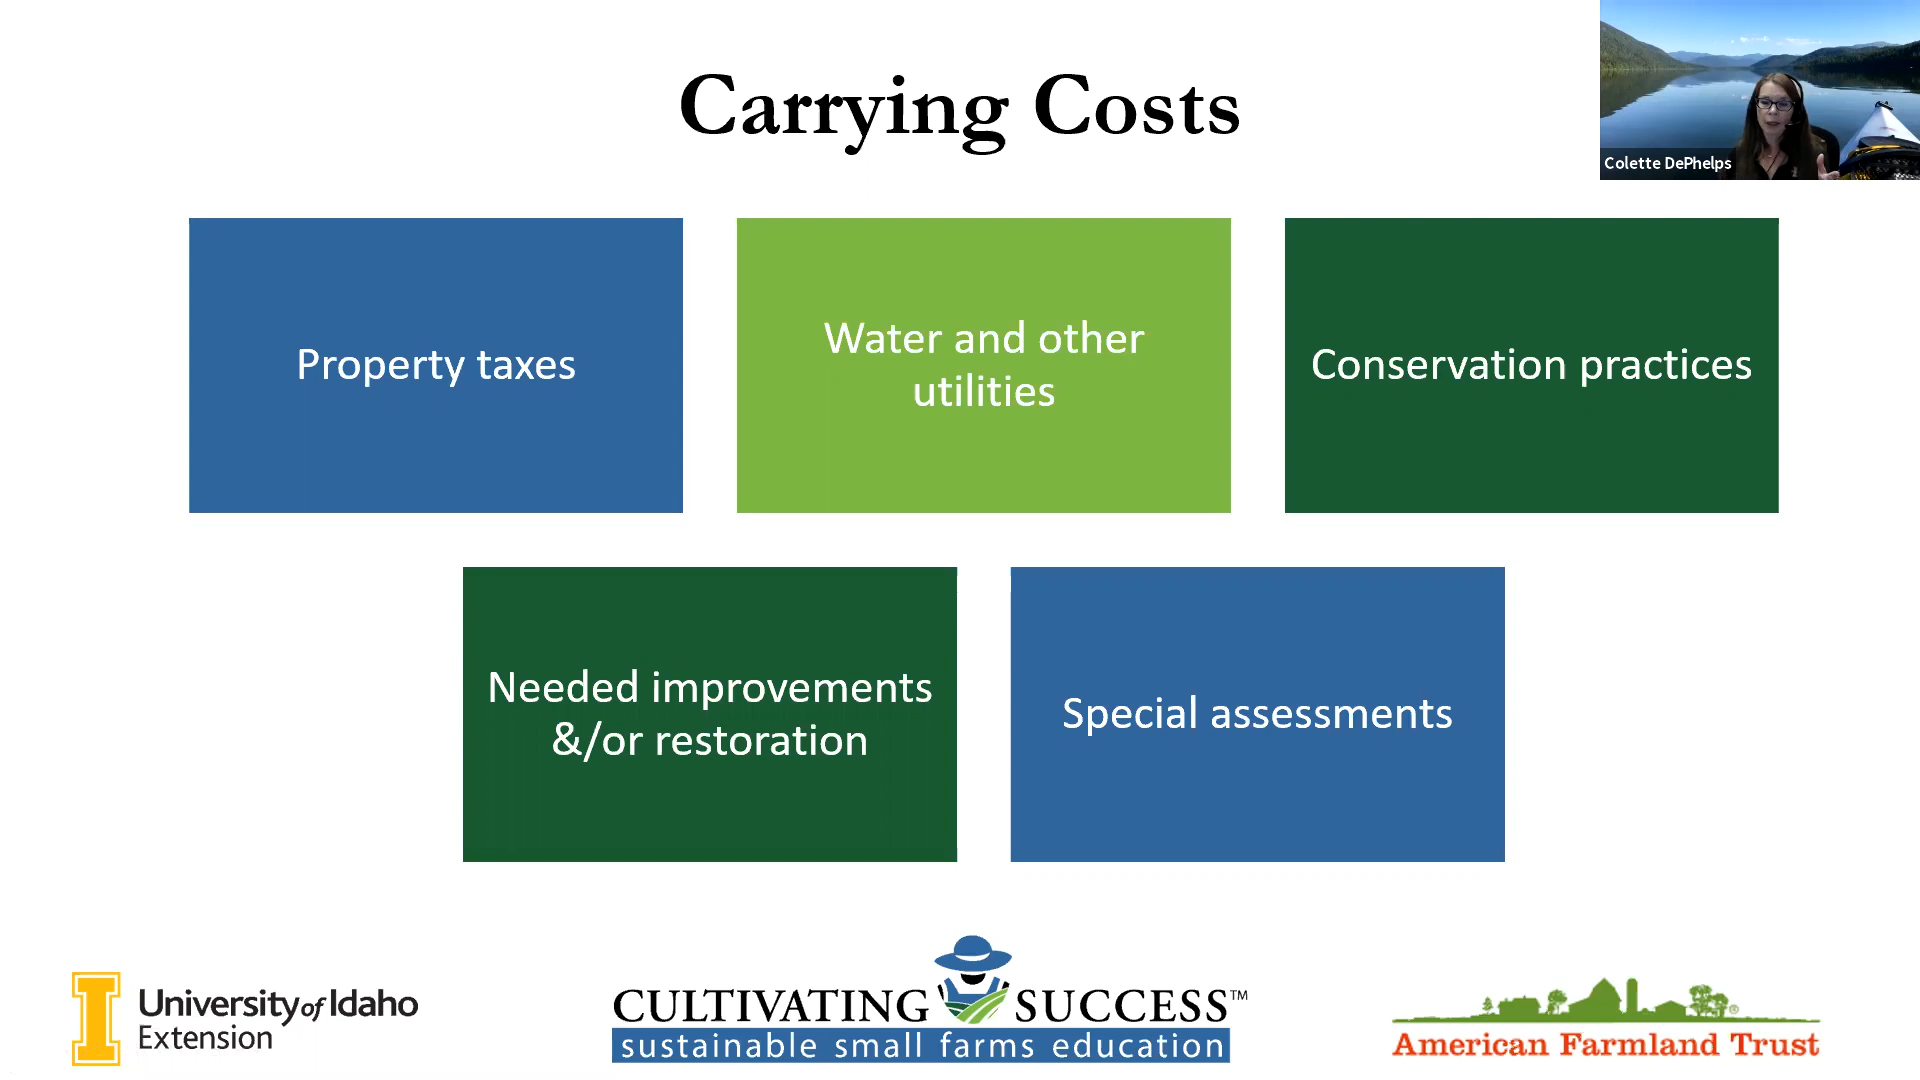 Carrying Costs
Colette DePhelps
Property taxes
Water and other
utilities
Conservation practices
Needed improvements
&/or restoration
Special assessments
University of Idaho
Extension
CULTIVATING SUCCESS™
sustainable small farms education
American Farmland Trust®